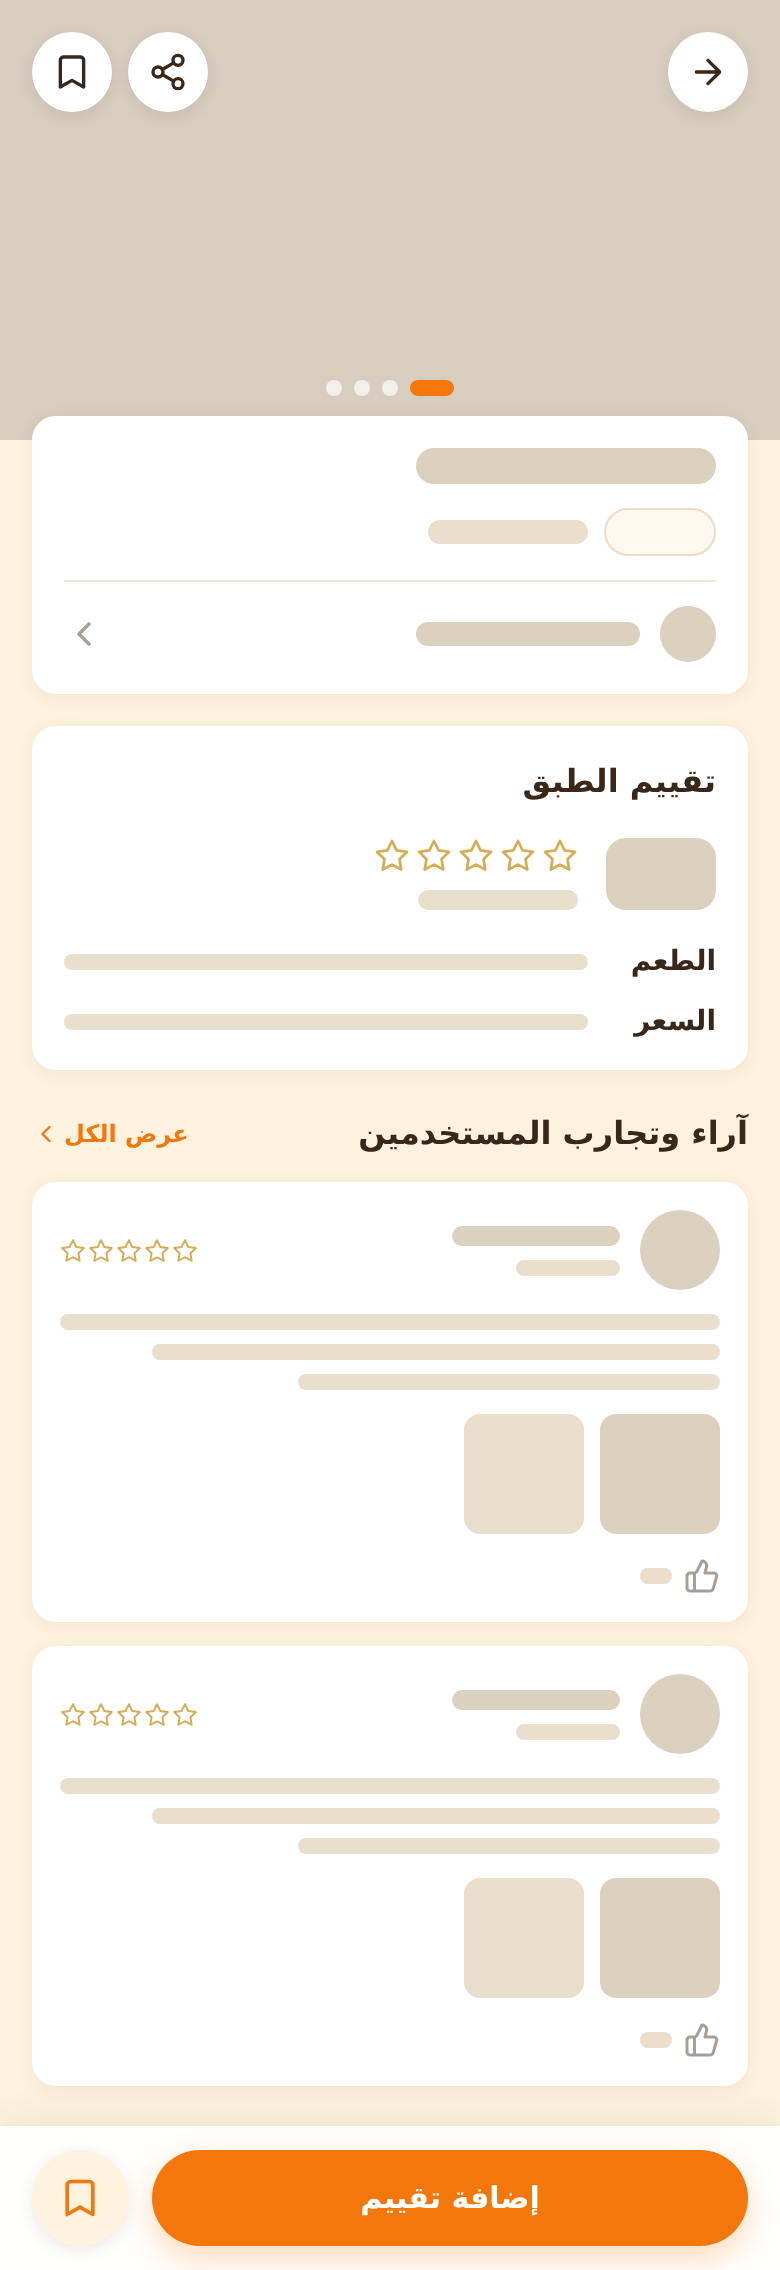 تقييم الطبق
الطعم
السعر
آراء وتجارب المستخدمين
عرض الكل
إضافة تقييم